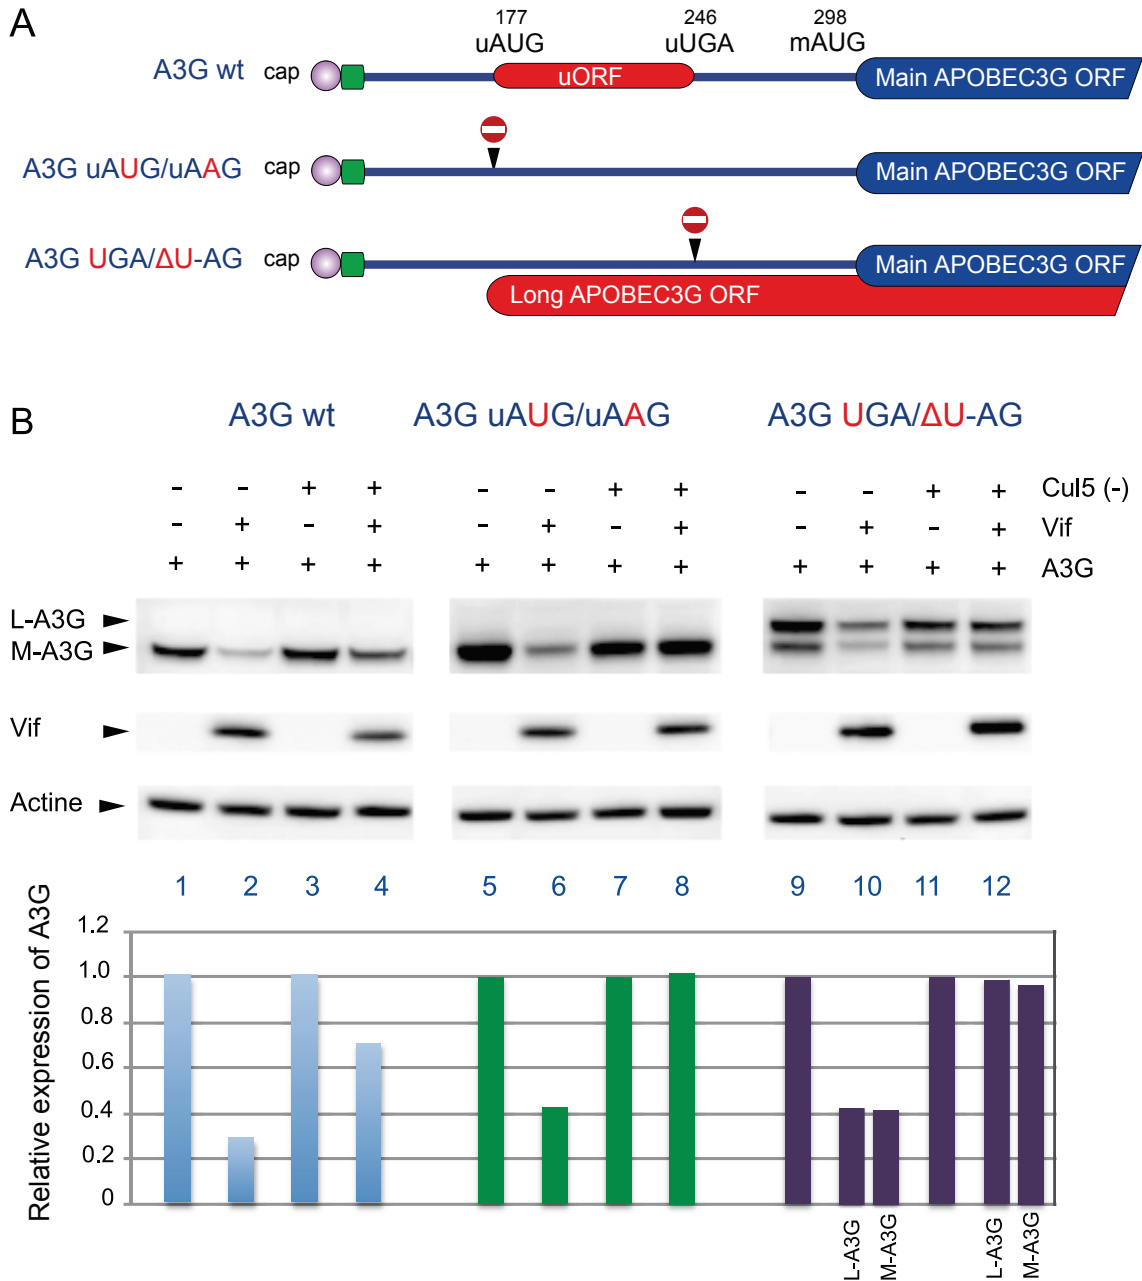 A
177 246 298
uAUG uUGA mAUG
A3G wt cap uORF Main APOBEC3G ORF
A3G uAUG/uAAG cap Main APOBEC3G ORF
A3G UGA/ΔU-AG cap Main APOBEC3G ORF
Long APOBEC3G ORF
B
A3G wt A3G uAUG/uAAG A3G UGA/ΔU-AG
- - + + - - + + - - + + Cul5 (-)
- + - + - + - + - + - + Vif
+ + + + + + + + + + + + A3G
L-A3G
M-A3G
Vif
Actine
1 2 3 4 5 6 7 8 9 10 11 12
Relative expression of A3G
1.2
1.0
0.8
0.6
0.4
0.2
0
L-A3G M-A3G L-A3G M-A3G